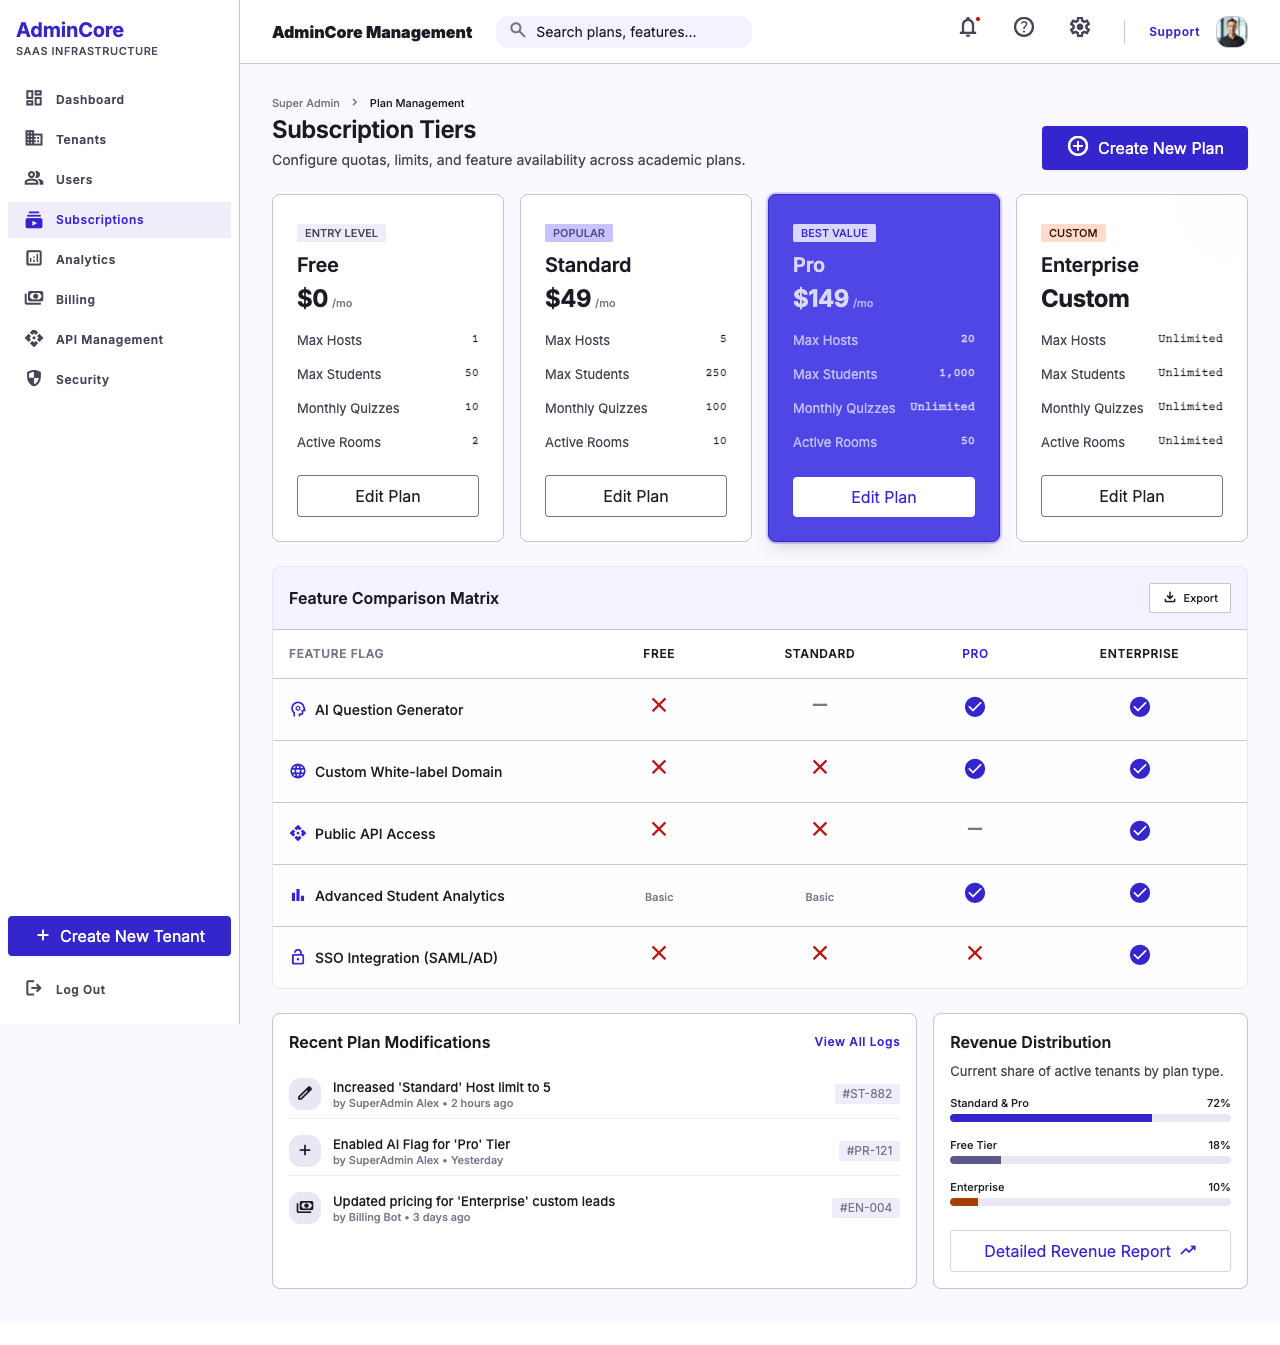 AdminCore
SAAS INFRASTRUCTURE
Dashboard
Tenants
Users
Subscriptions
Analytics
Billing
API Management
Security
Create New Tenant
Log Out
AdminCore Management
Search plans, features...
Support
Super Admin > Plan Management
Subscription Tiers
Configure quotas, limits, and feature availability across academic plans.
Create New Plan
ENTRY LEVEL
Free
$0 /mo
Max Hosts 1
Max Students 50
Monthly Quizzes 10
Active Rooms 2
Edit Plan
POPULAR
Standard
$49 /mo
Max Hosts 5
Max Students 250
Monthly Quizzes 100
Active Rooms 10
Edit Plan
BEST VALUE
Pro
$149 /mo
Max Hosts 20
Max Students 1,000
Monthly Quizzes Unlimited
Active Rooms 50
Edit Plan
CUSTOM
Enterprise
Custom
Max Hosts Unlimited
Max Students Unlimited
Monthly Quizzes Unlimited
Active Rooms Unlimited
Edit Plan
Feature Comparison Matrix
Export
FEATURE FLAG FREE STANDARD PRO ENTERPRISE
AI Question Generator
Custom White-label Domain
Public API Access
Advanced Student Analytics Basic Basic
SSO Integration (SAML/AD)
Recent Plan Modifications
View All Logs
Increased 'Standard' Host limit to 5
by SuperAdmin Alex • 2 hours ago
#ST-882
Enabled AI Flag for 'Pro' Tier
by SuperAdmin Alex • Yesterday
#PR-121
Updated pricing for 'Enterprise' custom leads
by Billing Bot • 3 days ago
#EN-004
Revenue Distribution
Current share of active tenants by plan type.
Standard & Pro 72%
Free Tier 18%
Enterprise 10%
Detailed Revenue Report